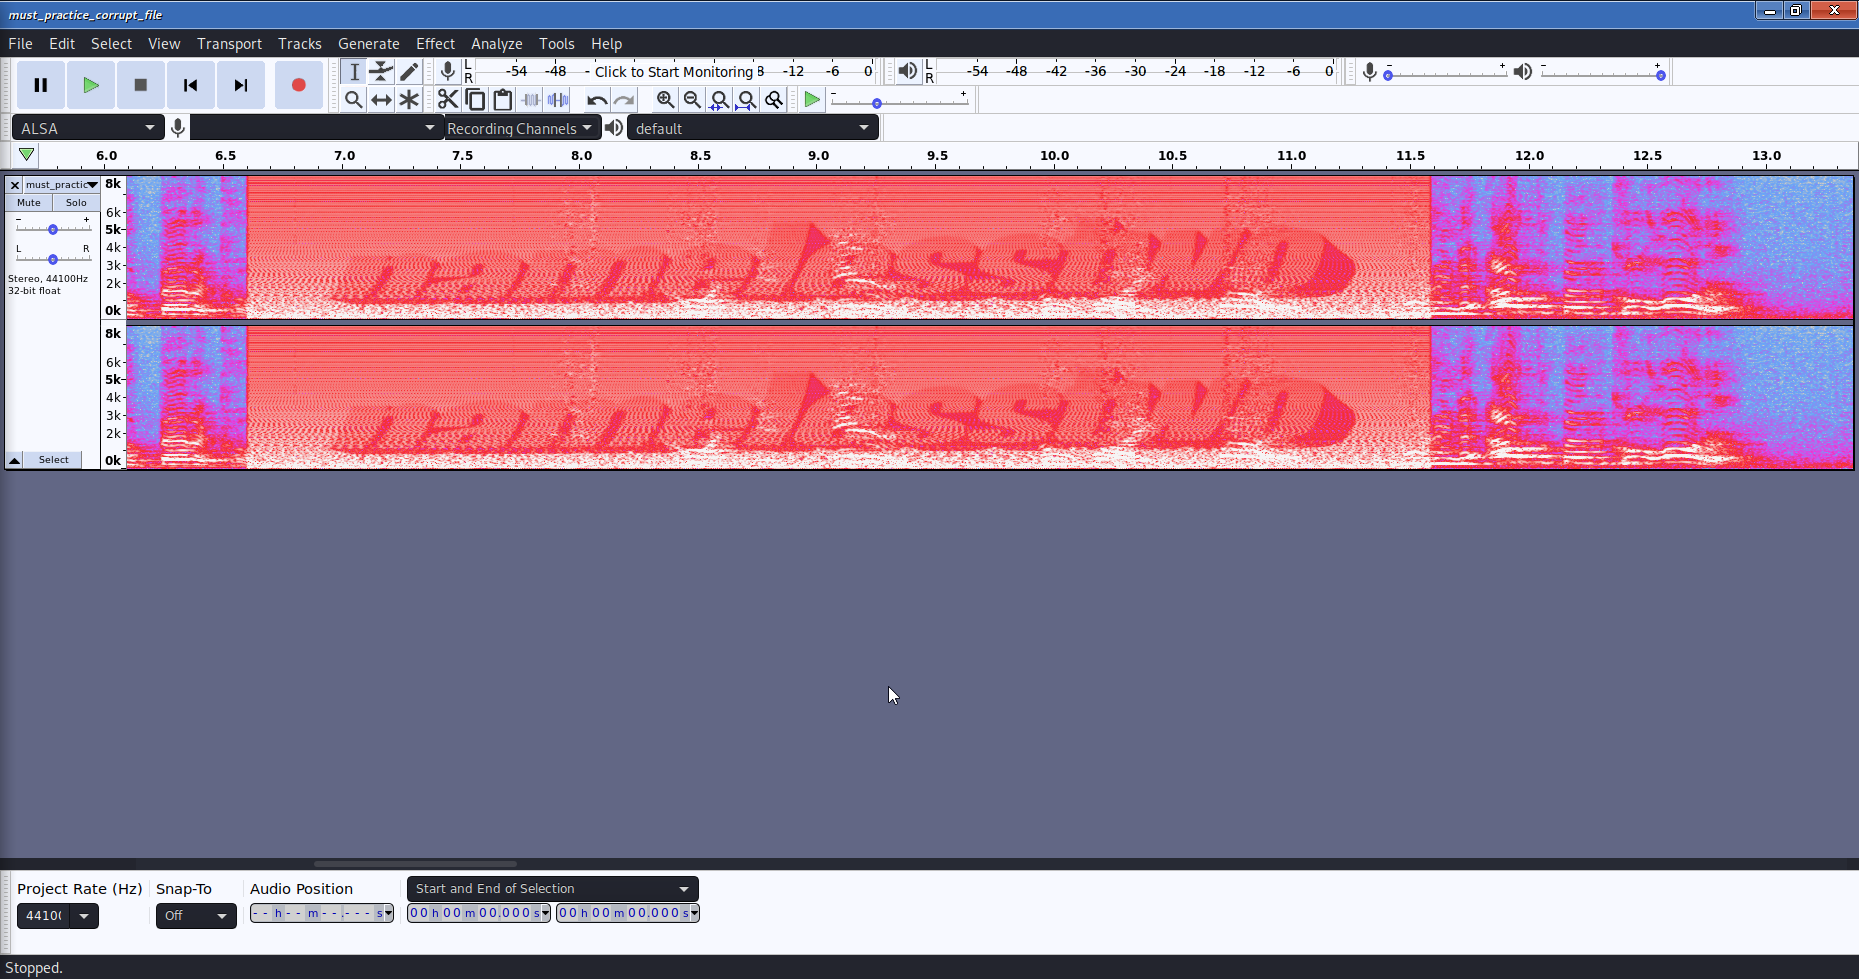 must_practice_corrupt_file
File Edit Select View Transport Tracks Generate Effect Analyze Tools Help
L R -54 -48 - Click to Start Monitoring 8 -12 -6 0 L R -54 -48 -42 -36 -30 -24 -18 -12 -6 0 - + - +
- +
ALSA Recording Channels default
6.0 6.5 7.0 7.5 8.0 8.5 9.0 9.5 10.0 10.5 11.0 11.5 12.0 12.5 13.0
must_practic
Mute Solo
- +
L R
Stereo, 44100Hz
32-bit float
Select
8k
6k
5k
4k
3k
2k
0k
8k
6k
5k
4k
3k
2k
0k
Project Rate (Hz) Snap-To Audio Position Start and End of Selection
4410 Off - - h - - m - - . - - - s 00 h 00 m 00.000 s 00 h 00 m 00.000 s
Stopped.